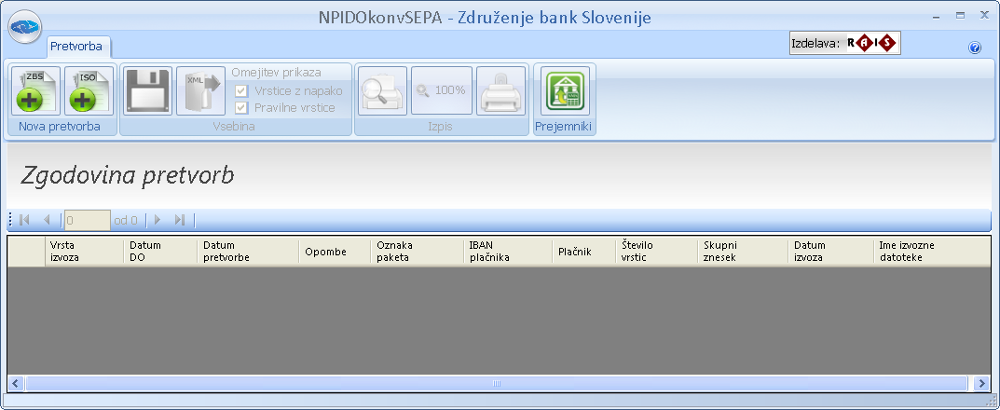 NPIDOkonvSEPA - Združenje bank Slovenije
Pretvorba
Izdelava: RAIS
ZBS
ISO
Nova pretvorba
XML
Omejitev prikaza
Vrstice z napako
Pravilne vrstice
Vsebina
100%
Izpis
Prejemniki
Zgodovina pretvorb
0 od 0
Vrsta izvoza
Datum DO
Datum pretvorbe
Opombe
Oznaka paketa
IBAN plačnika
Plačnik
Število vrstic
Skupni znesek
Datum izvoza
Ime izvozne datoteke